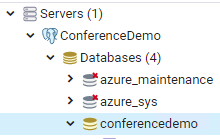 Servers (1)
ConferenceDemo
Databases (4)
azure_maintenance
azure_sys
conferencedemo